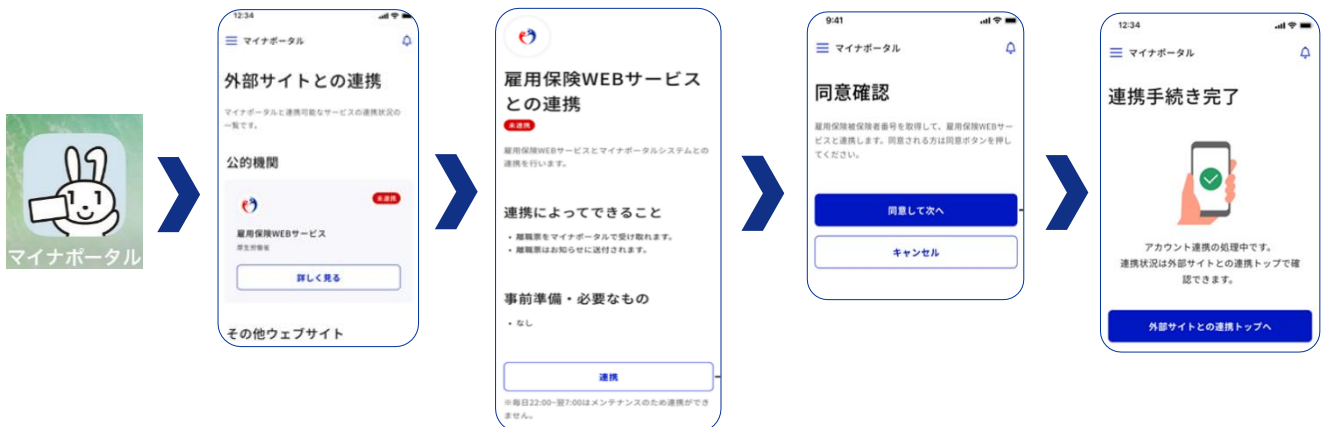 マイナポータル
12:34
マイナポータル
外部サイトとの連携
マイナポータルと連携可能なサービスの連携状況の
一覧です。
公的機関
未連携
雇用保険WEBサービス
厚生労働省
詳しく見る
その他ウェブサイト
雇用保険WEBサービス
との連携
未連携
雇用保険WEBサービスとマイナポータルシステムとの
連携を行います。
連携によってできること
・離職票をマイナポータルで受け取れます。
・離職票はお知らせに送付されます。
事前準備・必要なもの
・なし
連携
※毎日22:00~翌7:00はメンテナンスのため連携ができ
ません。
9:41
マイナポータル
同意確認
雇用保険被保険者番号を取得して、雇用保険WEBサー
ビスと連携します。同意される方は同意ボタンを押し
てください。
同意して次へ
キャンセル
12:34
マイナポータル
連携手続き完了
アカウント連携の処理中です。
連携状況は外部サイトとの連携トップで確
認できます。
外部サイトとの連携トップへ